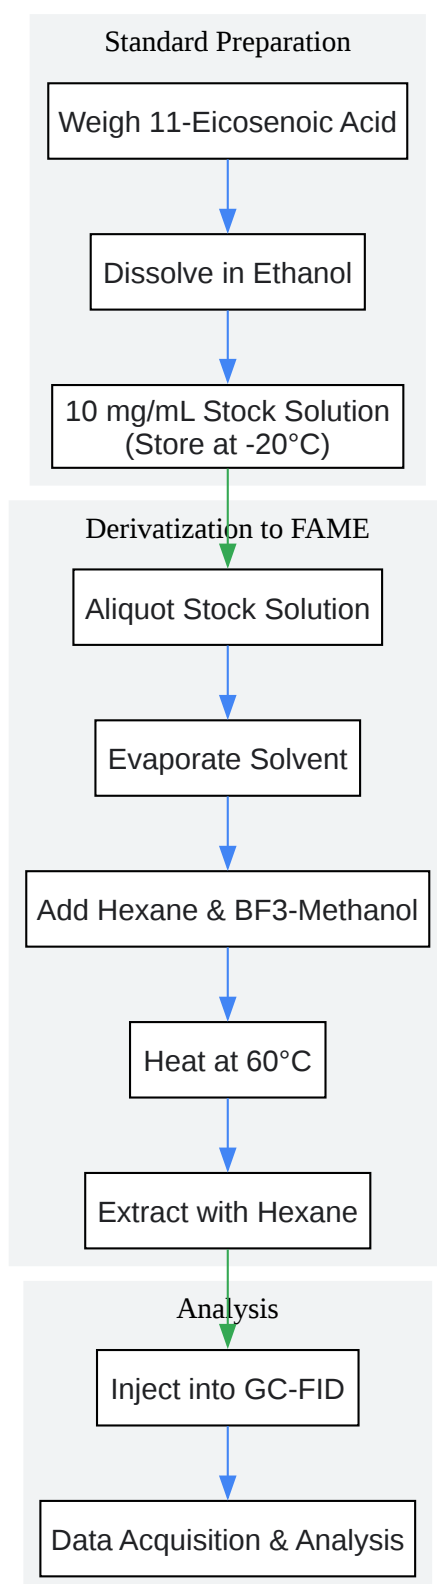 Standard Preparation
Weigh 11-Eicosenoic Acid
Dissolve in Ethanol
10 mg/mL Stock Solution
(Store at -20°C)
Derivatization to FAME
Aliquot Stock Solution
Evaporate Solvent
Add Hexane & BF3-Methanol
Heat at 60°C
Extract with Hexane
Analysis
Inject into GC-FID
Data Acquisition & Analysis